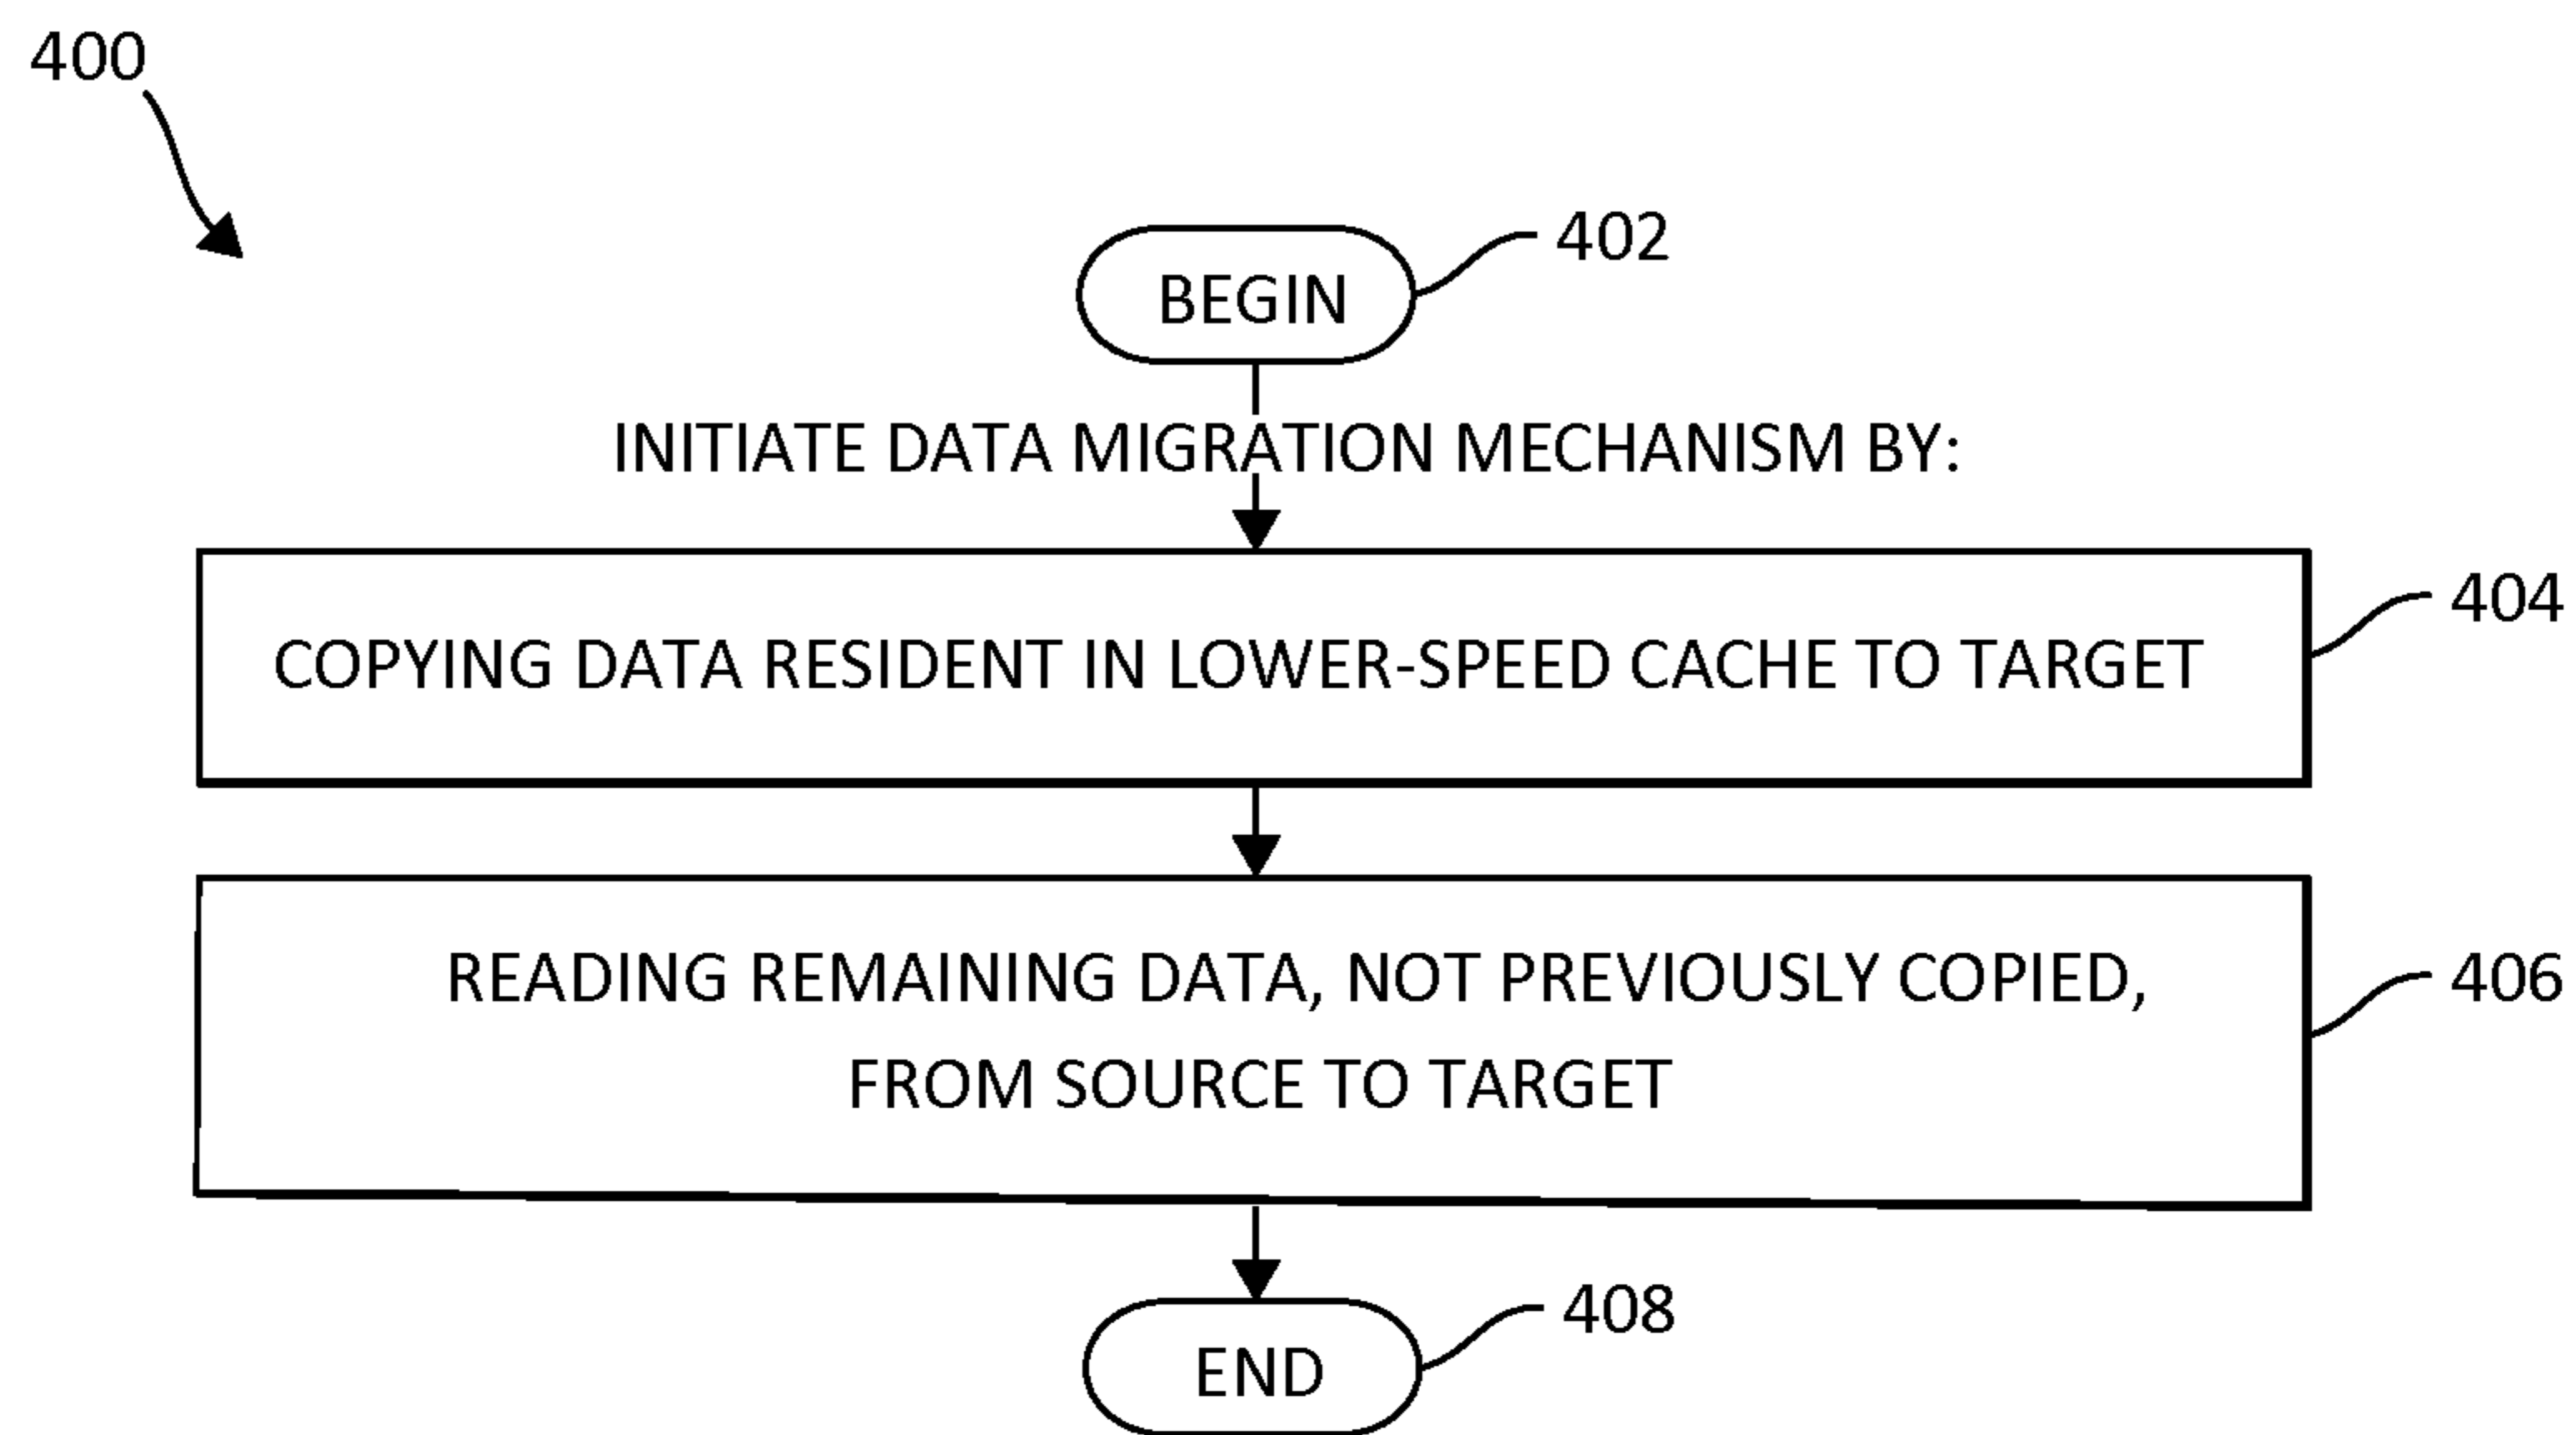 400
402
BEGIN
INITIATE DATA MIGRATION MECHANISM BY:
404
COPYING DATA RESIDENT IN LOWER-SPEED CACHE TO TARGET
READING REMAINING DATA, NOT PREVIOUSLY COPIED,
406
FROM SOURCE TO TARGET
408
END